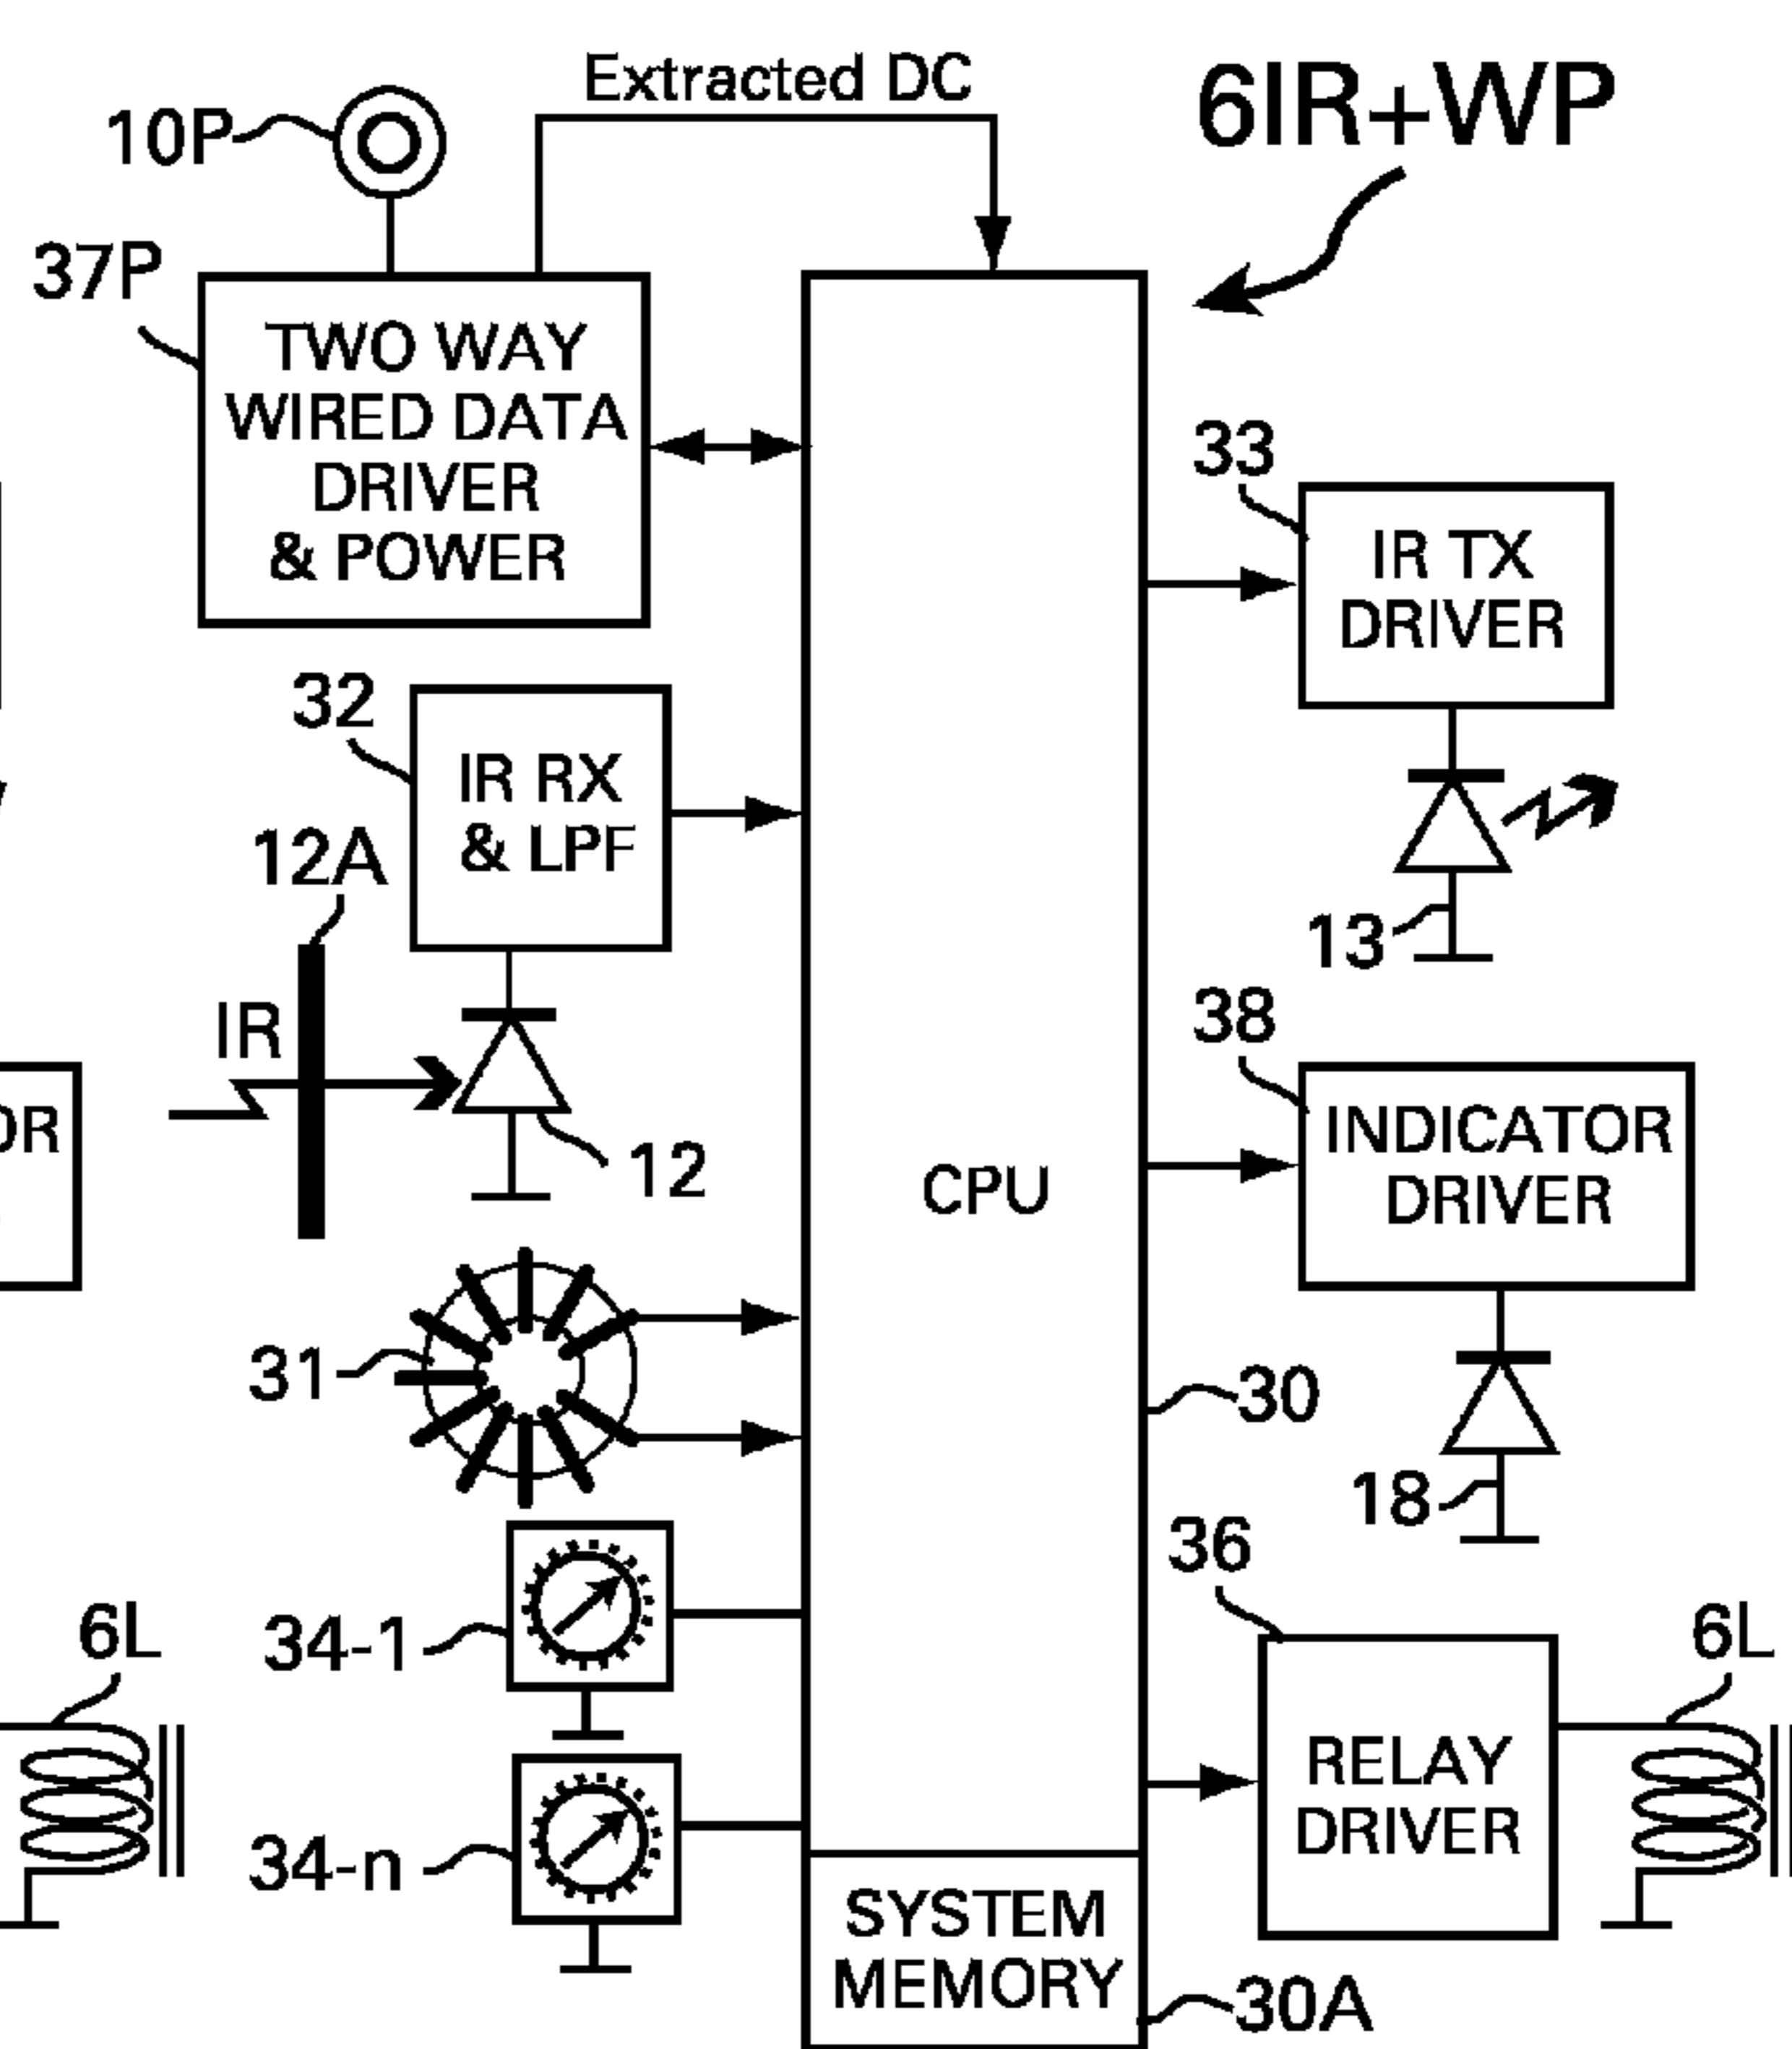 Extracted DC
6IR+WP
10P
37P
TWO WAY
WIRED DATA
DRIVER
& POWER
33
IR TX
DRIVER
32
IR RX
& LPF
12A
13
IR
38
OR
12
CPU
INDICATOR
DRIVER
31
30
18
36
34-1
6L
6L
RELAY
DRIVER
34-n
SYSTEM
MEMORY
30A